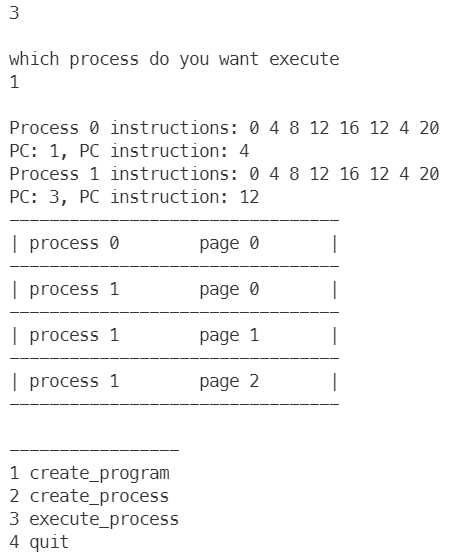 3
which process do you want execute
1
Process 0 instructions: 0 4 8 12 16 12 4 20
PC: 1, PC instruction: 4
Process 1 instructions: 0 4 8 12 16 12 4 20
PC: 3, PC instruction: 12
---------------------------------
| process 0        page 0       |
---------------------------------
| process 1        page 0       |
---------------------------------
| process 1        page 1       |
---------------------------------
| process 1        page 2       |
---------------------------------
-----------------
1 create_program
2 create_process
3 execute_process
4 quit